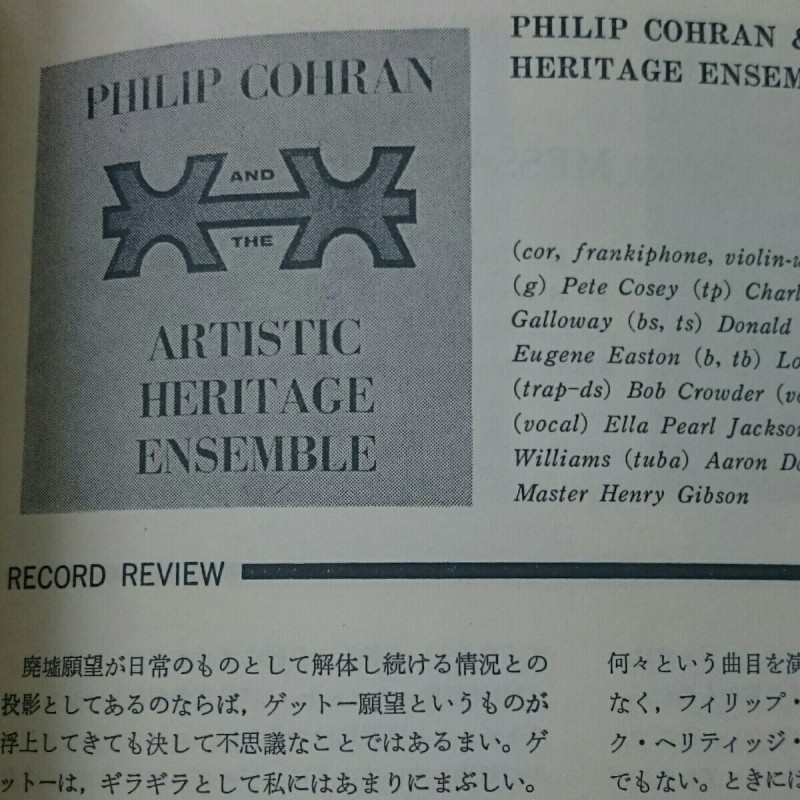 PHILIP COHRAN
AND
THE
ARTISTIC
HERITAGE
ENSEMBLE
PHILIP COHRAN
HERITAGE
(cor, frankiphone,
(g) Pete Cosey (tp)
Galloway (bs, ts) Donald
Eugene Easton (b, tb)
(trap-ds) Bob Crowder
(vocal) Ella Pearl
Williams (tuba) Aaron
Master Henry Gibson
RECORD REVIEW
廃墟願望が日常のものとして解体し続ける情況との
投影としてあるのならば，ゲットー願望というものが
浮上してきても決して不思議なことではあるまい。ゲ
ットーは，ギラギラとして私にはあまりにまぶしい。
何々という曲目を演
なく，フィリップ・
ク・ヘリティッジ・
でもない。ときには